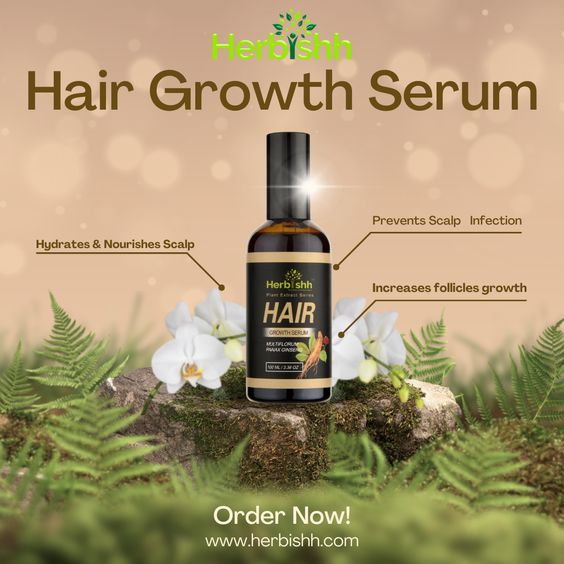 Herbishh
Hair Growth Serum
Prevents Scalp Infection
Hydrates & Nourishes Scalp
Increases follicles growth
Herbishh
Plant Extract Series
HAIR
GROWTH SERUM
MULTIFLORUM
PANAX GINSENG
100 ML / 3.38 OZ
Order Now!
www.herbishh.com